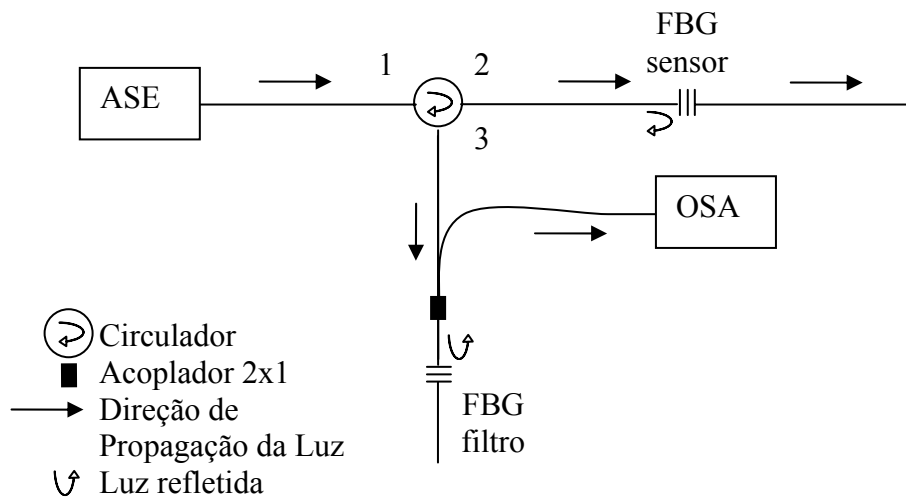 FBG
sensor
1
2
ASE
3
OSA
Circulador
Acoplador 2x1
Direção de
Propagação da Luz
Luz refletida
FBG
filtro